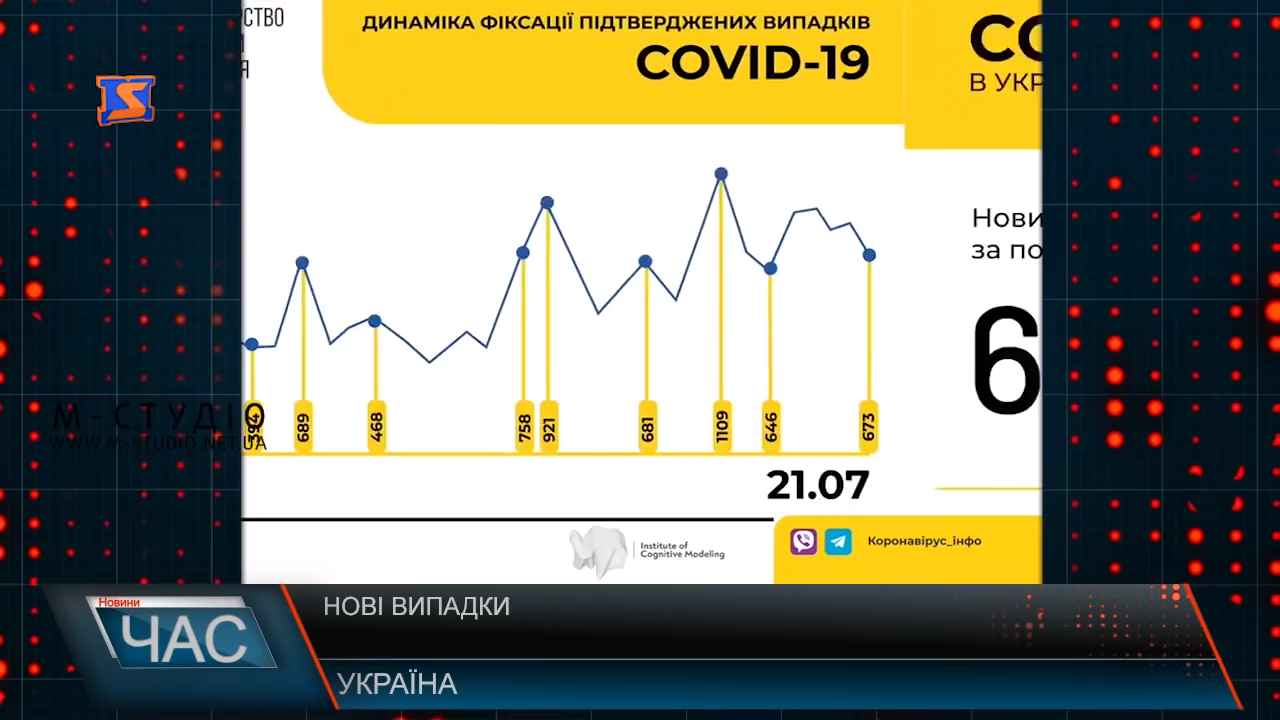 РСТВО
ДИНАМІКА ФІКСАЦІЇ ПІДТВЕРДЖЕНИХ ВИПАДКІВ
COVID-19
В УКР
Нови
за по
6
689
468
758
921
681
1109
646
673
М-СТУДІО
WWW.M-STUDIO.NET.UA
21.07
Institute of
Cognitive Modeling
Коронавірус_інфо
Новини
ЧАС
НОВІ ВИПАДКИ
УКРАЇНА